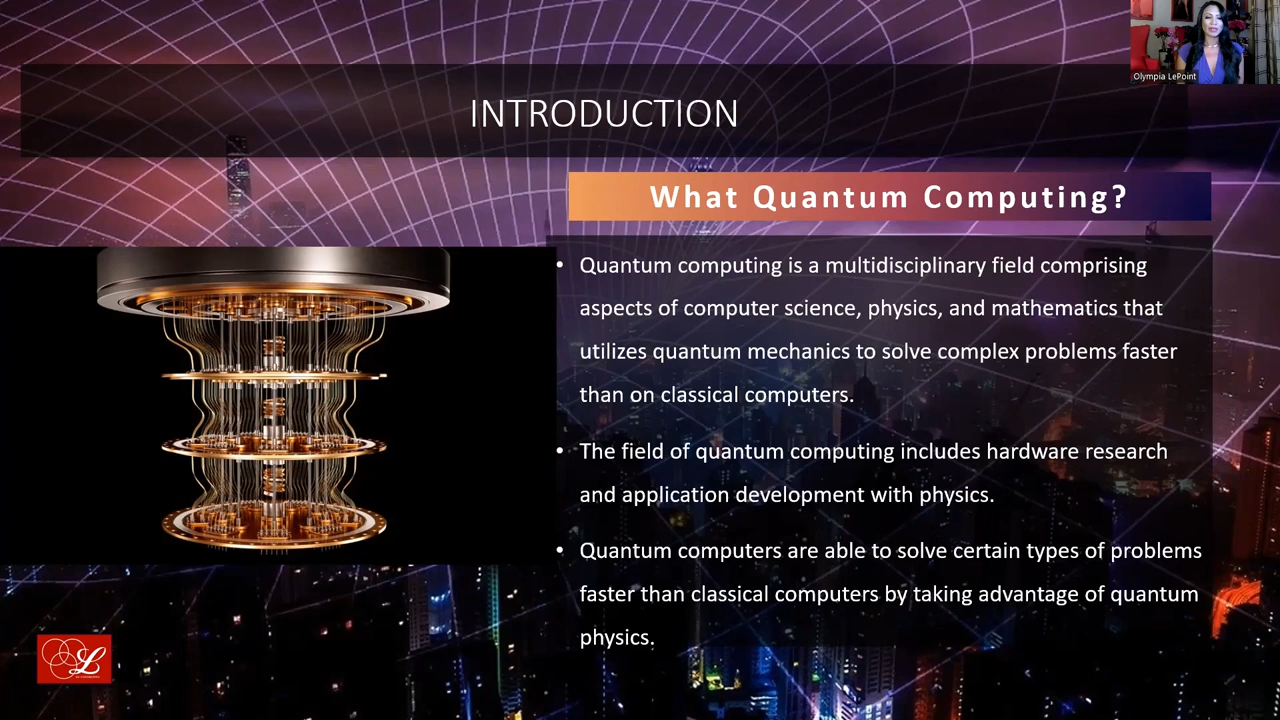 Olympia LePoint
INTRODUCTION
What Quantum Computing?
• Quantum computing is a multidisciplinary field comprising
aspects of computer science, physics, and mathematics that
utilizes quantum mechanics to solve complex problems faster
than on classical computers.
• The field of quantum computing includes hardware research
and application development with physics.
• Quantum computers are able to solve certain types of problems
faster than classical computers by taking advantage of quantum
physics.
L